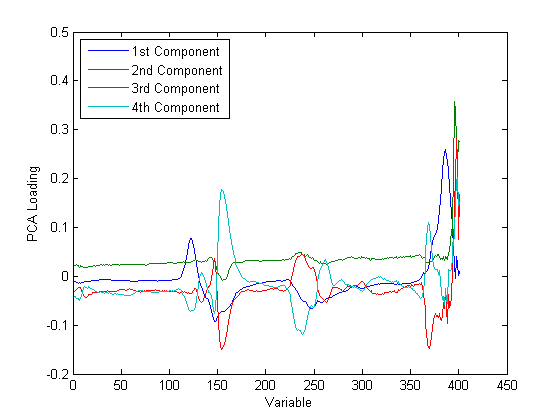 0.5
0.4
0.3
0.2
0.1
0
-0.1
-0.2
PCA Loading
1st Component
2nd Component
3rd Component
4th Component
0 50 100 150 200 250 300 350 400 450
Variable